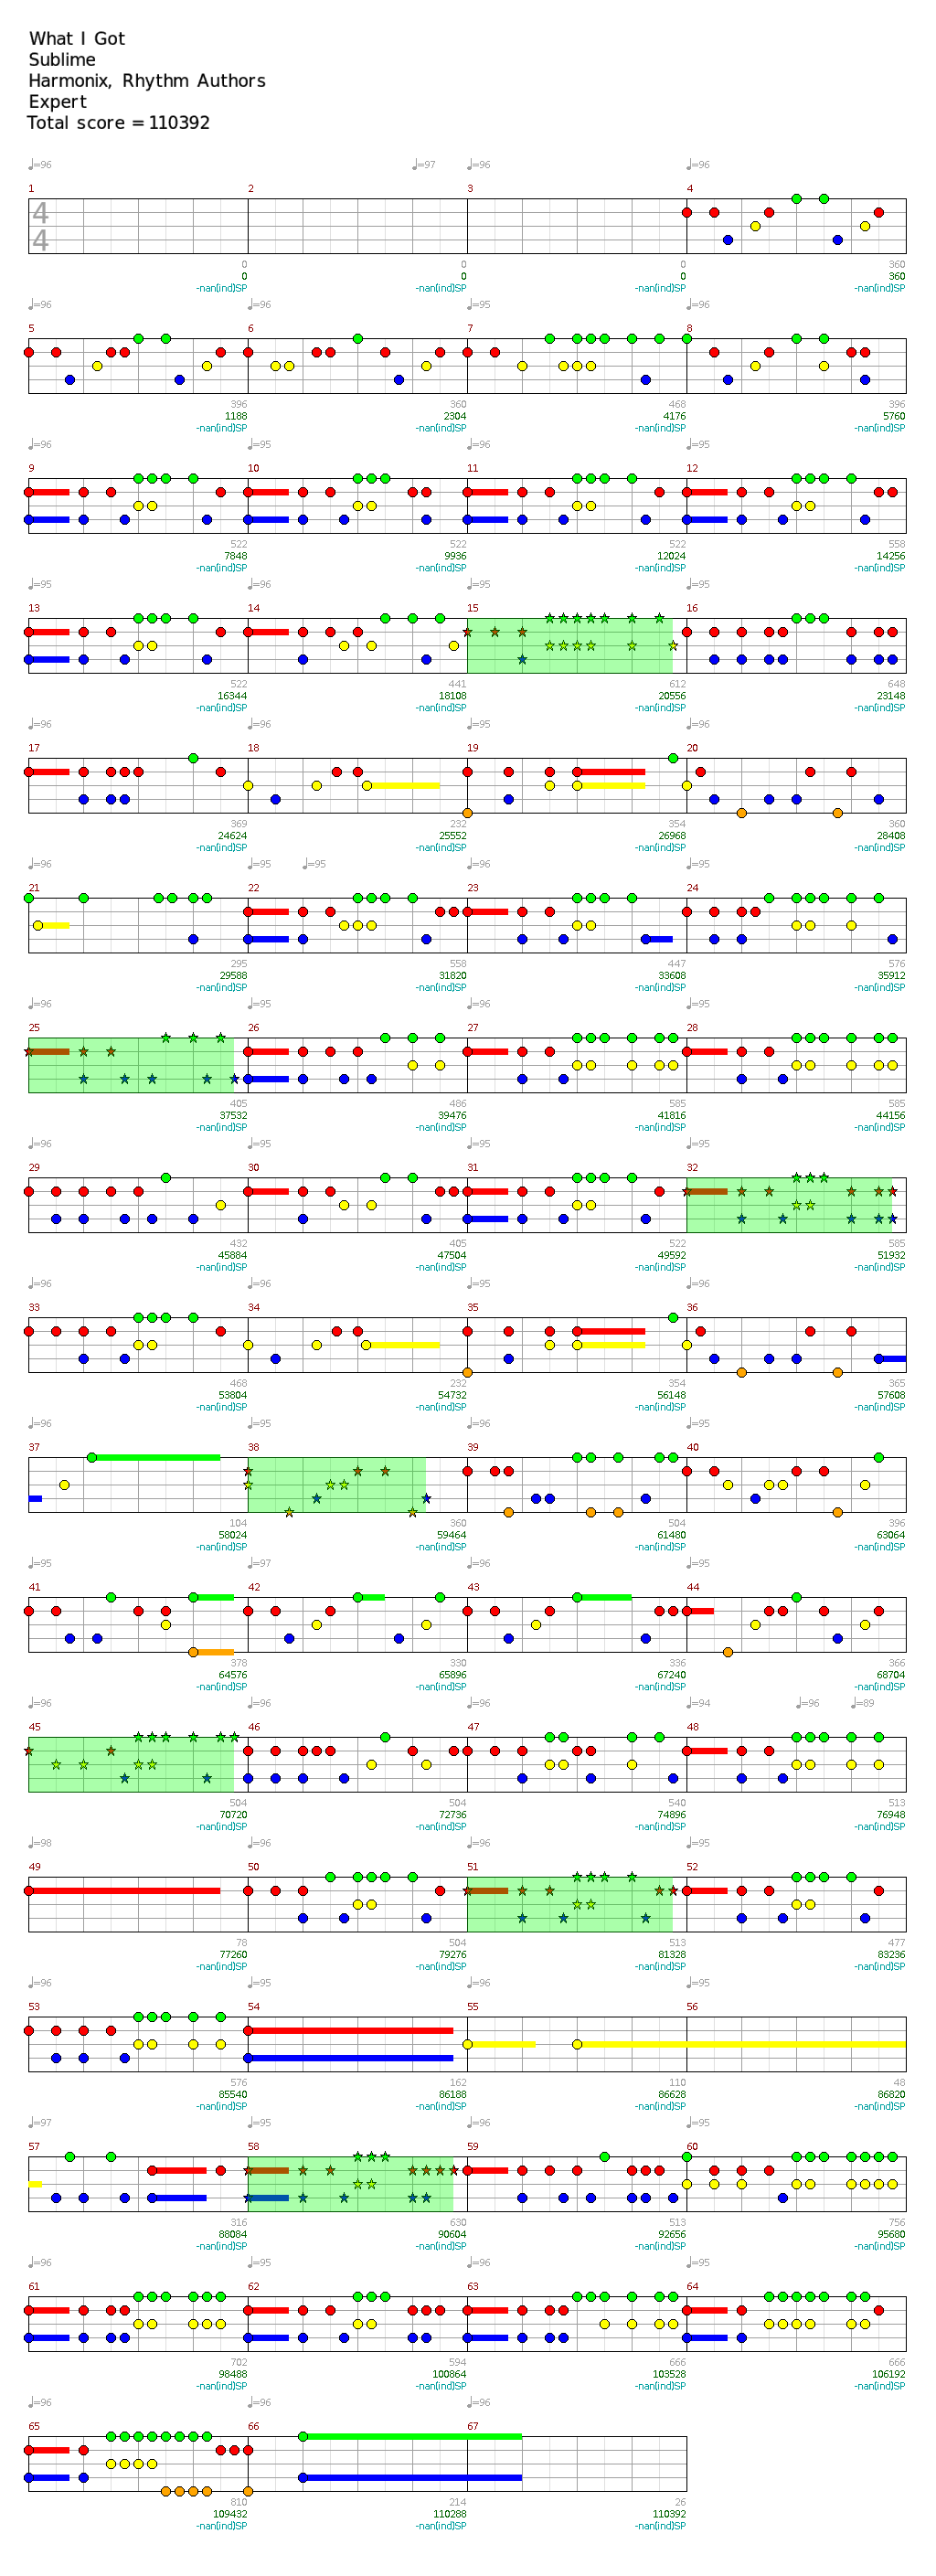 What I Got
Sublime
Harmonix, Rhythm Authors
Expert
Total score = 110392
♩=96 ♩=97 ♩=96 ♩=96
1 2 3 4
4
4
0 0 0 360
0 0 0 360
-nan(ind)SP -nan(ind)SP -nan(ind)SP -nan(ind)SP
♩=96 ♩=96 ♩=95 ♩=96
5 6 7 8
396 360 468 396
1188 2304 4176 5760
-nan(ind)SP -nan(ind)SP -nan(ind)SP -nan(ind)SP
♩=96 ♩=95 ♩=96 ♩=95
9 10 11 12
522 522 522 558
7848 9936 12024 14256
-nan(ind)SP -nan(ind)SP -nan(ind)SP -nan(ind)SP
♩=95 ♩=96 ♩=95 ♩=96
13 14 15 16
522 441 612 648
16344 18108 20556 23148
-nan(ind)SP -nan(ind)SP -nan(ind)SP -nan(ind)SP
♩=96 ♩=96 ♩=95 ♩=96
17 18 19 20
369 232 354 360
24624 25552 26968 28408
-nan(ind)SP -nan(ind)SP -nan(ind)SP -nan(ind)SP
♩=96 ♩=95 ♩=95 ♩=96 ♩=95
21 22 23 24
295 558 447 576
29588 31820 33608 35912
-nan(ind)SP -nan(ind)SP -nan(ind)SP -nan(ind)SP
♩=96 ♩=96 ♩=96 ♩=95
25 26 27 28
405 486 585 585
37532 39476 41816 44156
-nan(ind)SP -nan(ind)SP -nan(ind)SP -nan(ind)SP
♩=96 ♩=96 ♩=95 ♩=95
29 30 31 32
432 405 522 585
45884 47504 49592 51932
-nan(ind)SP -nan(ind)SP -nan(ind)SP -nan(ind)SP
♩=96 ♩=96 ♩=95 ♩=96
33 34 35 36
468 232 354 365
53804 54732 56148 57608
-nan(ind)SP -nan(ind)SP -nan(ind)SP -nan(ind)SP
♩=96 ♩=95 ♩=96 ♩=95
37 38 39 40
104 360 504 396
58024 59464 61480 63064
-nan(ind)SP -nan(ind)SP -nan(ind)SP -nan(ind)SP
♩=95 ♩=97 ♩=96 ♩=95
41 42 43 44
378 330 336 366
64576 65896 67240 68704
-nan(ind)SP -nan(ind)SP -nan(ind)SP -nan(ind)SP
♩=96 ♩=96 ♩=96 ♩=94 ♩=96 ♩=89
45 46 47 48
504 504 540 513
70720 72736 74896 76948
-nan(ind)SP -nan(ind)SP -nan(ind)SP -nan(ind)SP
♩=98 ♩=96 ♩=96 ♩=95
49 50 51 52
78 504 513 477
77260 79276 81328 83236
-nan(ind)SP -nan(ind)SP -nan(ind)SP -nan(ind)SP
♩=96 ♩=95 ♩=96 ♩=95
53 54 55 56
576 162 110 48
85540 86188 86628 86820
-nan(ind)SP -nan(ind)SP -nan(ind)SP -nan(ind)SP
♩=97 ♩=95 ♩=96 ♩=95
57 58 59 60
316 630 513 756
88084 90604 92656 95680
-nan(ind)SP -nan(ind)SP -nan(ind)SP -nan(ind)SP
♩=96 ♩=95 ♩=96 ♩=95
61 62 63 64
702 594 666 666
98488 100864 103528 106192
-nan(ind)SP -nan(ind)SP -nan(ind)SP -nan(ind)SP
♩=96 ♩=96 ♩=96
65 66 67
810 214 26
109432 110288 110392
-nan(ind)SP -nan(ind)SP -nan(ind)SP